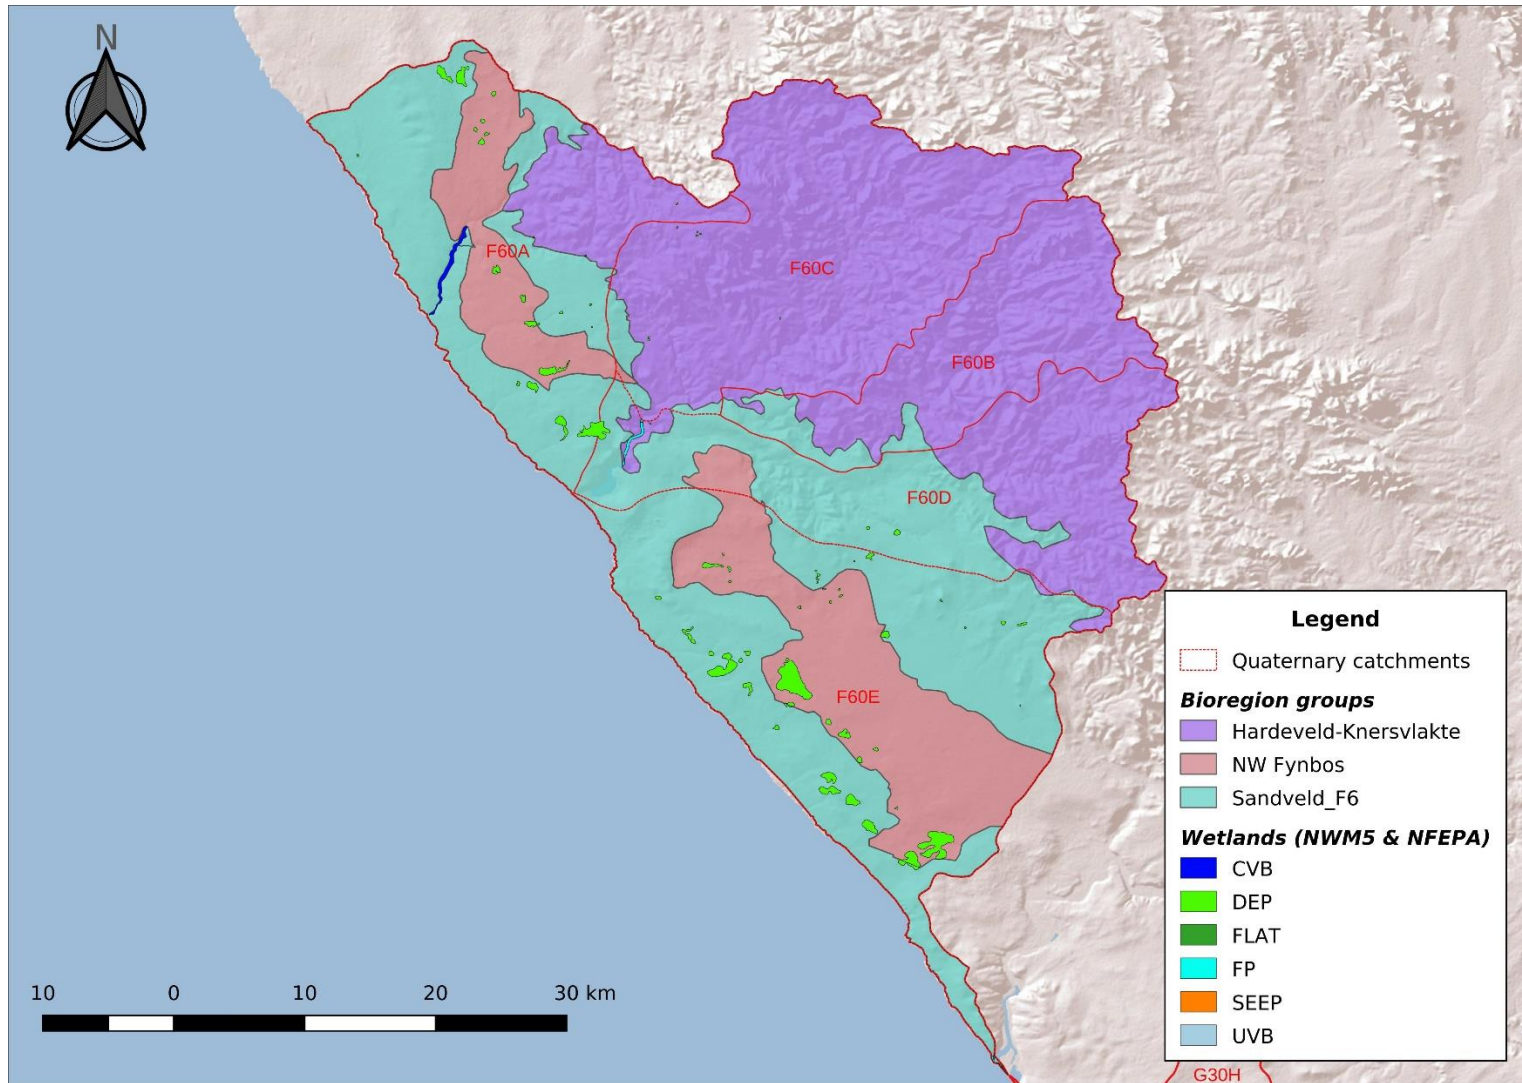 N
F60A
F60C
F60B
F60D
F60E
Legend
Quaternary catchments
Bioregion groups
Hardeveld-Knersvlakte
NW Fynbos
Sandveld_F6
Wetlands (NWM5 & NFEPA)
CVB
DEP
FLAT
FP
SEEP
UVB
10 0 10 20 30 km
G30H